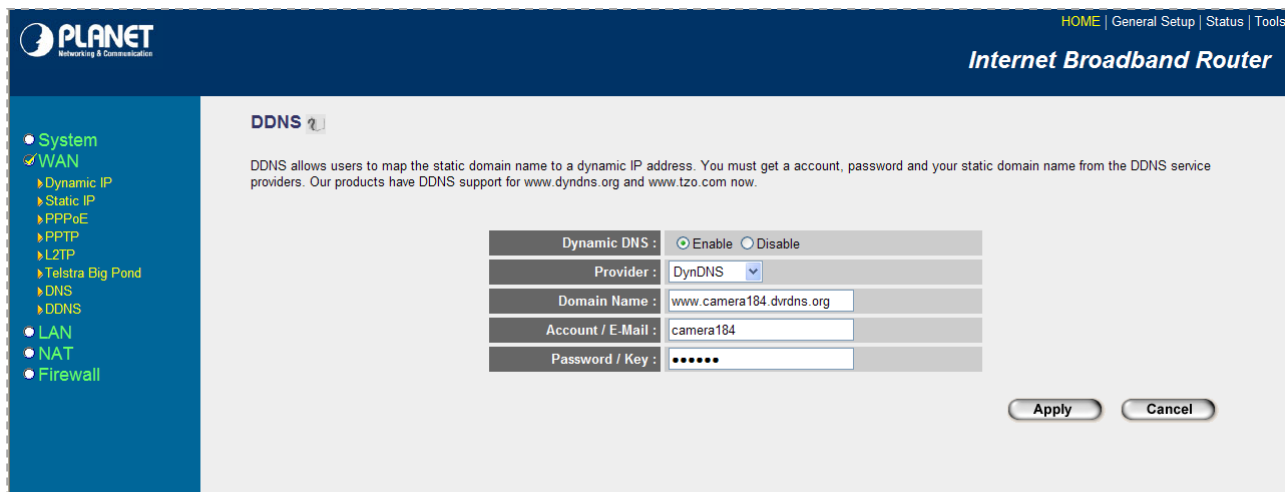 PLANET
Networking & Communication
HOME | General Setup | Status | Tools
Internet Broadband Router
System
WAN
Dynamic IP
Static IP
PPPoE
PPTP
L2TP
Telstra Big Pond
DNS
DDNS
LAN
NAT
Firewall
DDNS
DDNS allows users to map the static domain name to a dynamic IP address. You must get a account, password and your static domain name from the DDNS service
providers. Our products have DDNS support for www.dyndns.org and www.tzo.com now.
Dynamic DNS : Enable Disable
Provider : DynDNS
Domain Name : www.camera184.dvrdns.org
Account / E-Mail : camera184
Password / Key : ●●●●●●
Apply Cancel